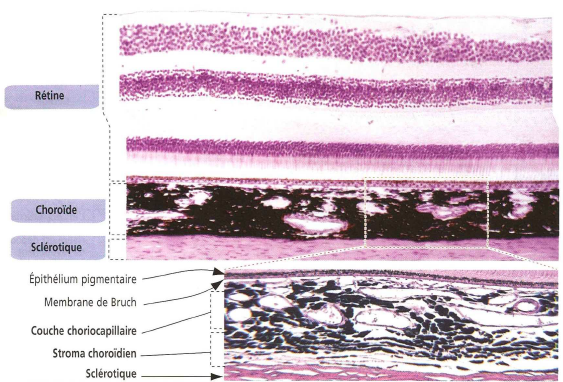 Rétine
Choroïde
Sclérotique
Épithélium pigmentaire
Membrane de Bruch
Couche choriocapillaire
Stroma choroïdien
Sclérotique